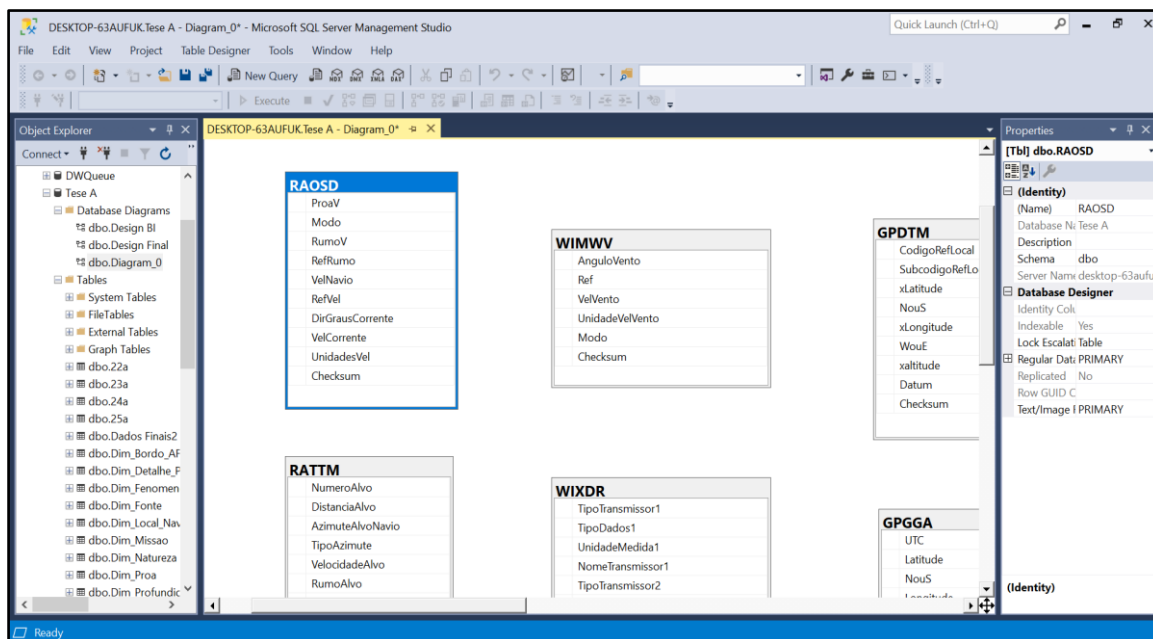 DESKTOP-63AUFUK.Tese A - Diagram_0* - Microsoft SQL Server Management Studio
Quick Launch (Ctrl+Q)
File Edit View Project Table Designer Tools Window Help
New Query
Execute
Object Explorer
Connect
DWQueue
Tese A
Database Diagrams
dbo.Design BI
dbo.Design Final
dbo.Diagram_0
Tables
System Tables
FileTables
External Tables
Graph Tables
dbo.22a
dbo.23a
dbo.24a
dbo.25a
dbo.Dados Finais2
dbo.Dim_Bordo_AF
dbo.Dim_Detalhe_F
dbo.Dim_Fenomen
dbo.Dim_Fonte
dbo.Dim_Local_Nav
dbo.Dim_Missao
dbo.Dim_Natureza
dbo.Dim_Proa
dbo.Dim Profundic
DESKTOP-63AUFUK.Tese A - Diagram_0*
RAOSD
ProaV
Modo
RumoV
RefRumo
VelNavio
RefVel
DirGrausCorrente
VelCorrente
UnidadesVel
Checksum
WIMWV
AnguloVento
Ref
VelVento
UnidadeVelVento
Modo
Checksum
GPDTM
CodigoRefLocal
SubcodigoRefLo
xLatitude
NouS
xLongitude
WouE
xaltitude
Datum
Checksum
RATTM
NumeroAlvo
DistanciaAlvo
AzimuteAlvoNavio
TipoAzimute
VelocidadeAlvo
RumoAlvo
WIXDR
TipoTransmissor1
TipoDados1
UnidadeMedida1
NomeTransmissor1
TipoTransmissor2
GPGGA
UTC
Latitude
NouS
Properties
[Tbl] dbo.RAOSD
(Identity)
(Name) RAOSD
Database Na Tese A
Description
Schema dbo
Server Name desktop-63aufu
Database Designer
Identity Colu
Indexable Yes
Lock Escalati Table
Regular Data PRIMARY
Replicated No
Row GUID C
Text/Image F PRIMARY
(Identity)
Ready